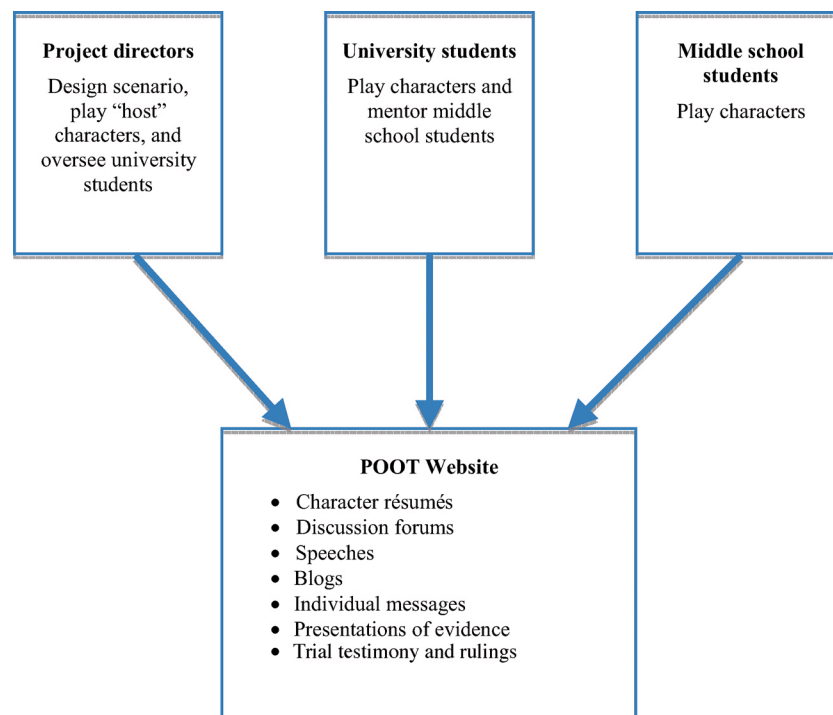 Project directors
Design scenario,
play “host”
characters, and
oversee university
students
University students
Play characters and
mentor middle
school students
Middle school
students
Play characters
POOT Website
• Character résumés
• Discussion forums
• Speeches
• Blogs
• Individual messages
• Presentations of evidence
• Trial testimony and rulings